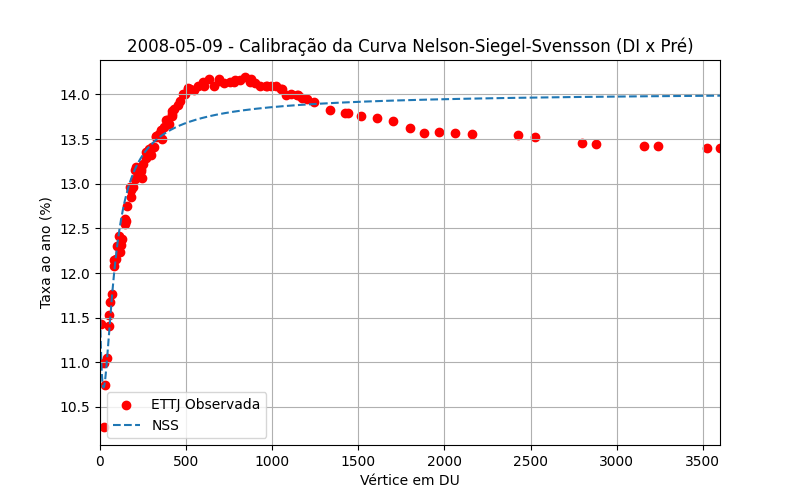 2008-05-09 - Calibração da Curva Nelson-Siegel-Svensson (DI x Pré)
Taxa ao ano (%)
14.0
13.5
13.0
12.5
12.0
11.5
11.0
10.5
ETTJ Observada
NSS
0 500 1000 1500 2000 2500 3000 3500
Vértice em DU